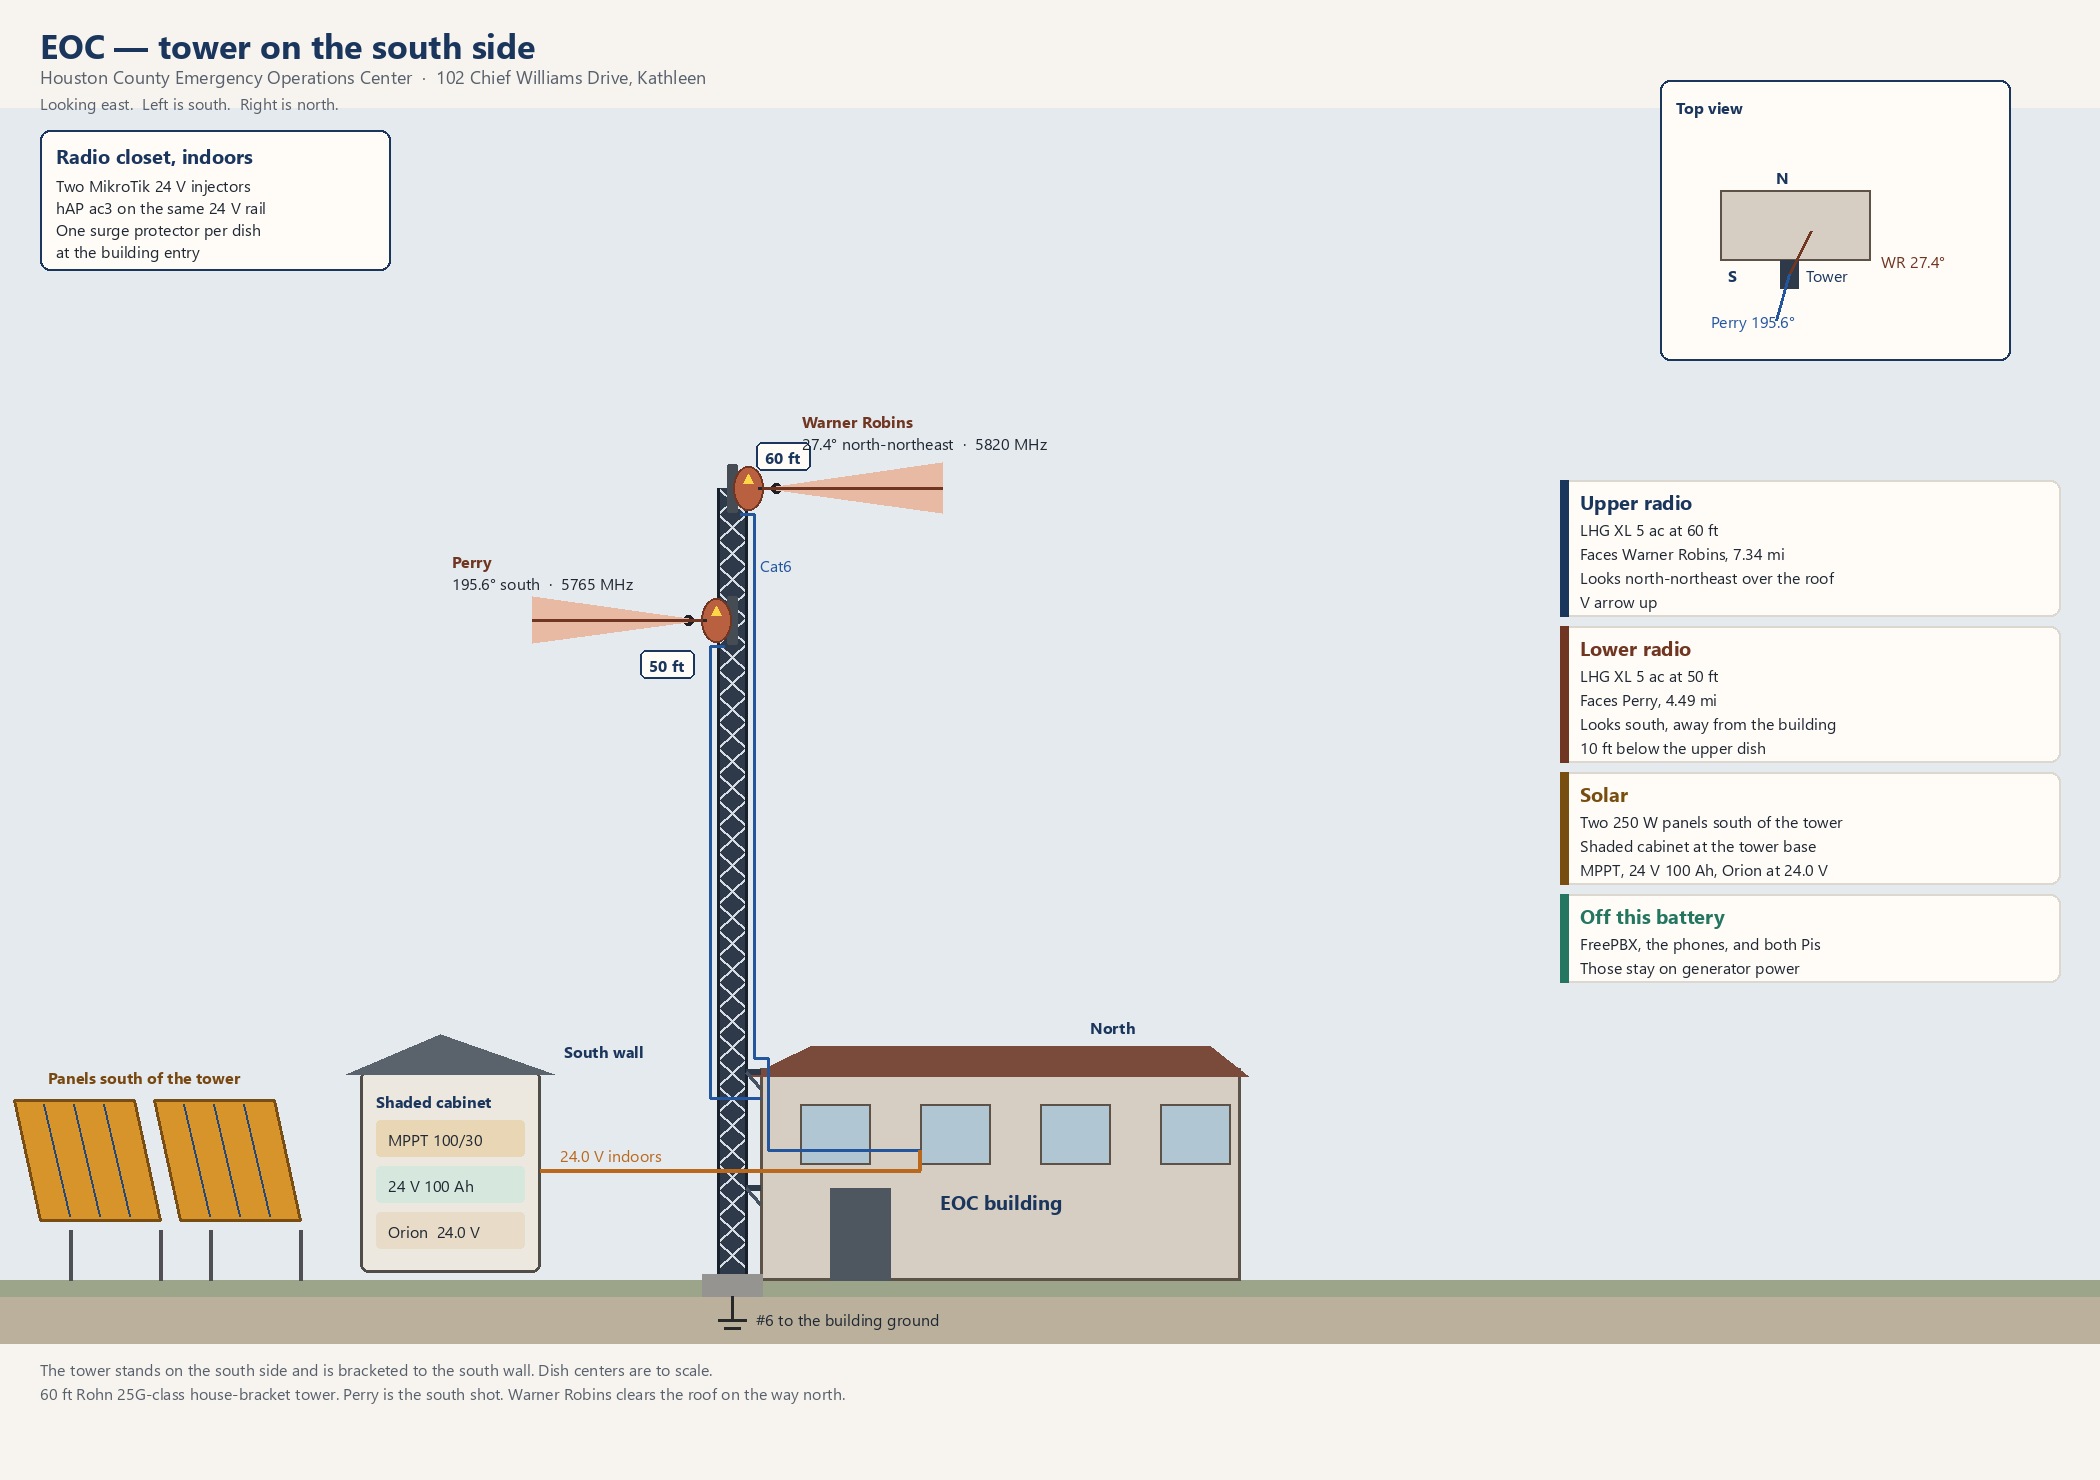 EOC — tower on the south side
Houston County Emergency Operations Center · 102 Chief Williams Drive, Kathleen
Looking east. Left is south. Right is north.
Radio closet, indoors
Two MikroTik 24 V injectors
hAP ac3 on the same 24 V rail
One surge protector per dish
at the building entry
Top view
N
WR 27.4°
S
Tower
Perry 195.6°
Warner Robins
27.4° north-northeast · 5820 MHz
60 ft
Cat6
Perry
195.6° south · 5765 MHz
50 ft
Upper radio
LHG XL 5 ac at 60 ft
Faces Warner Robins, 7.34 mi
Looks north-northeast over the roof
V arrow up
Lower radio
LHG XL 5 ac at 50 ft
Faces Perry, 4.49 mi
Looks south, away from the building
10 ft below the upper dish
Solar
Two 250 W panels south of the tower
Shaded cabinet at the tower base
MPPT, 24 V 100 Ah, Orion at 24.0 V
Off this battery
FreePBX, the phones, and both Pis
Those stay on generator power
North
South wall
Panels south of the tower
Shaded cabinet
MPPT 100/30
24 V 100 Ah
Orion 24.0 V
24.0 V indoors
EOC building
#6 to the building ground
The tower stands on the south side and is bracketed to the south wall. Dish centers are to scale.
60 ft Rohn 25G-class house-bracket tower. Perry is the south shot. Warner Robins clears the roof on the way north.